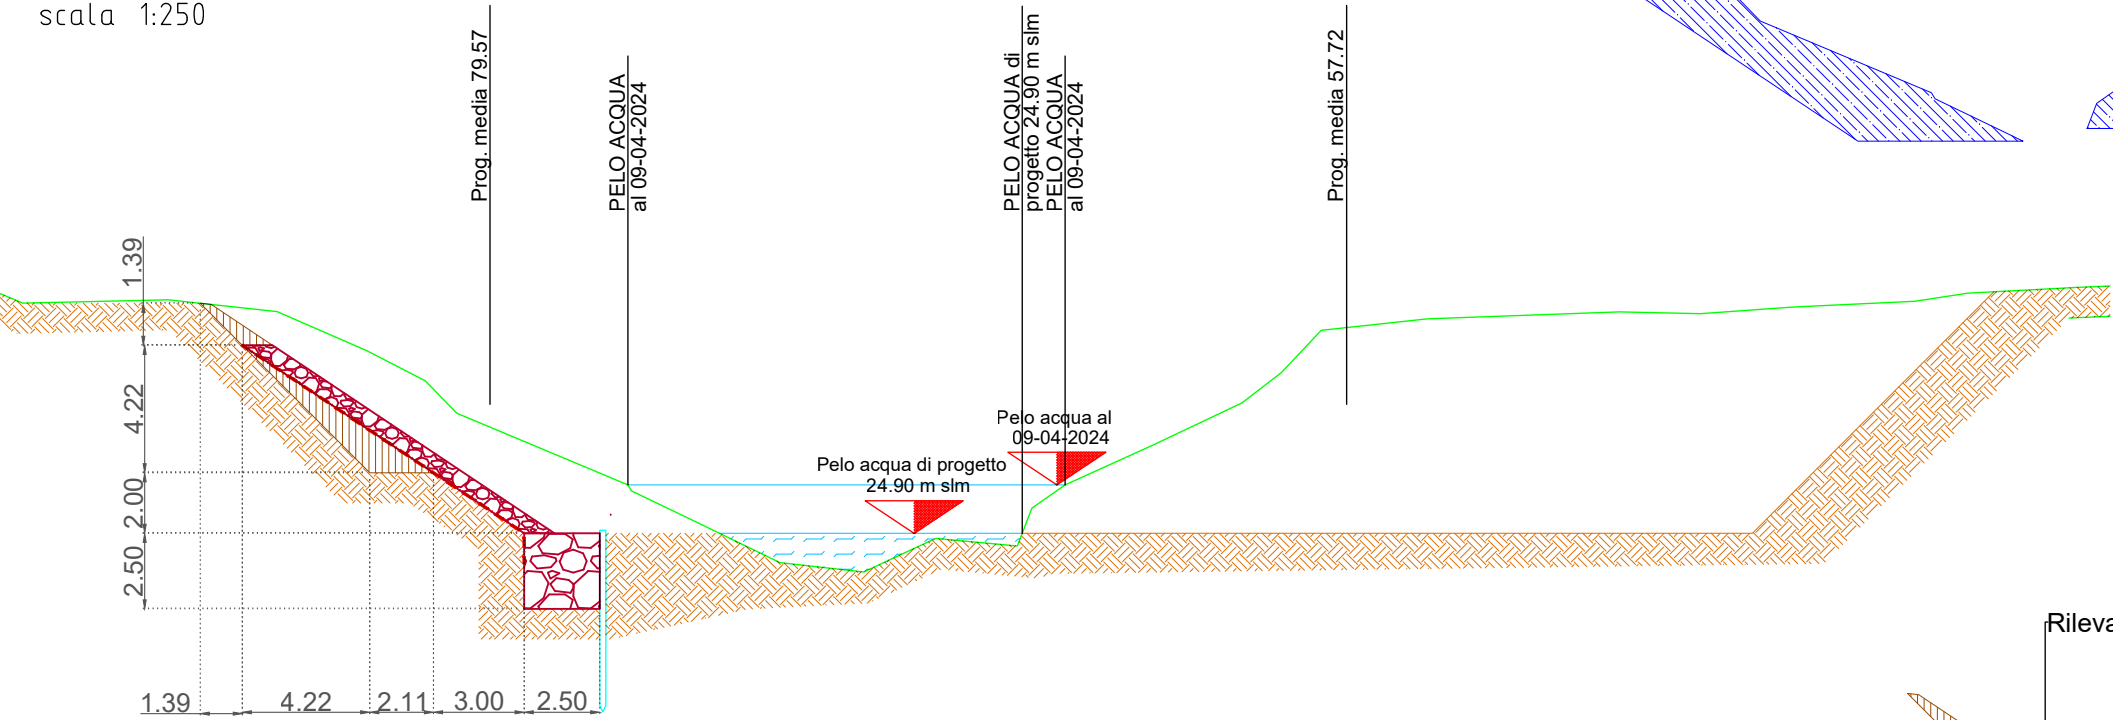 scala 1:250
Prog. media 79.57
PELO ACQUA
al 09-04-2024
PELO ACQUA di
progetto 24.90 m slm
PELO ACQUA
al 09-04-2024
Prog. media 57.72
1.39
4.22
2.00
2.50
Pelo acqua al
09-04-2024
Pelo acqua di progetto
24.90 m slm
Rileva
1.39
4.22
2.11
3.00
2.50